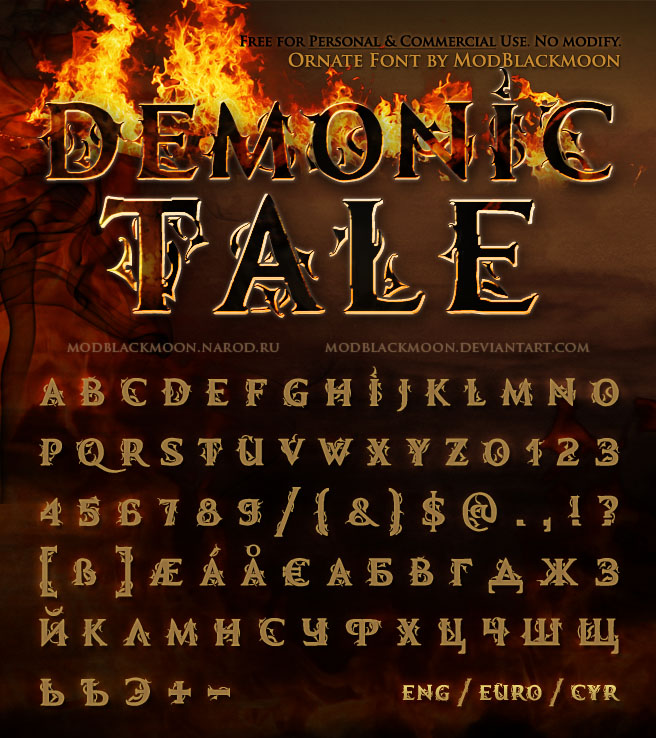 Free for Personal & Commercial Use. No modify.
Ornate Font by ModBlackmoon
DEMONiC
TALE
MODBLACKMOON.NAROD.RU MODBLACKMOON.DEVIANTART.COM
A B C D E F G H i J K L M N O
P Q R S T U V W X Y Z 0 1 2 3
4 5 6 7 8 9 / ( & ) $ @ . , ! ?
[ ß ] Æ Á Å € А Б В Г Д Ж З
Й К Л М Н С У Ф Х Ц Ч Ш Щ
Ь Ъ Э + -
ENG / EURO / CYR